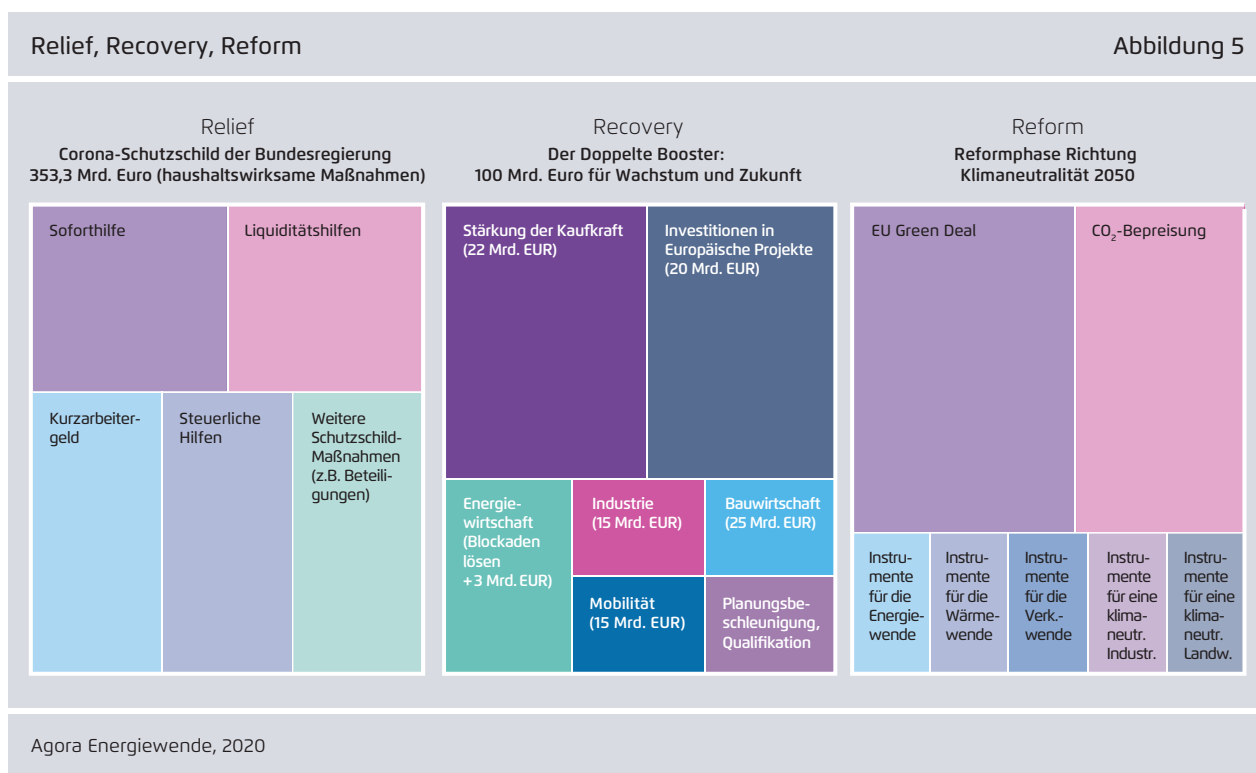 Relief, Recovery, Reform
Abbildung 5
Relief
Corona-Schutzschild der Bundesregierung
353,3 Mrd. Euro (haushaltswirksame Maßnahmen)
Soforthilfe
Liquiditätshilfen
Kurzarbeiter-
geld
Steuerliche
Hilfen
Weitere
Schutzschild-
Maßnahmen
(z.B. Beteili-
gungen)
Recovery
Der Doppelte Booster:
100 Mrd. Euro für Wachstum und Zukunft
Stärkung der Kaufkraft
(22 Mrd. EUR)
Investitionen in
Europäische Projekte
(20 Mrd. EUR)
Energie-
wirtschaft
(Blockaden
lösen
+3 Mrd. EUR)
Industrie
(15 Mrd. EUR)
Bauwirtschaft
(25 Mrd. EUR)
Mobilität
(15 Mrd. EUR)
Planungsbe-
schleunigung,
Qualifikation
Reform
Reformphase Richtung
Klimaneutralität 2050
EU Green Deal
CO₂-Bepreisung
Instru-
mente
für die
Energie-
wende
Instru-
mente
für die
Wärme-
wende
Instru-
mente
für die
Verk.-
wende
Instru-
mente
für eine
klima-
neutr.
Industr.
Instru-
mente
für eine
klima-
neutr.
Landw.
Agora Energiewende, 2020